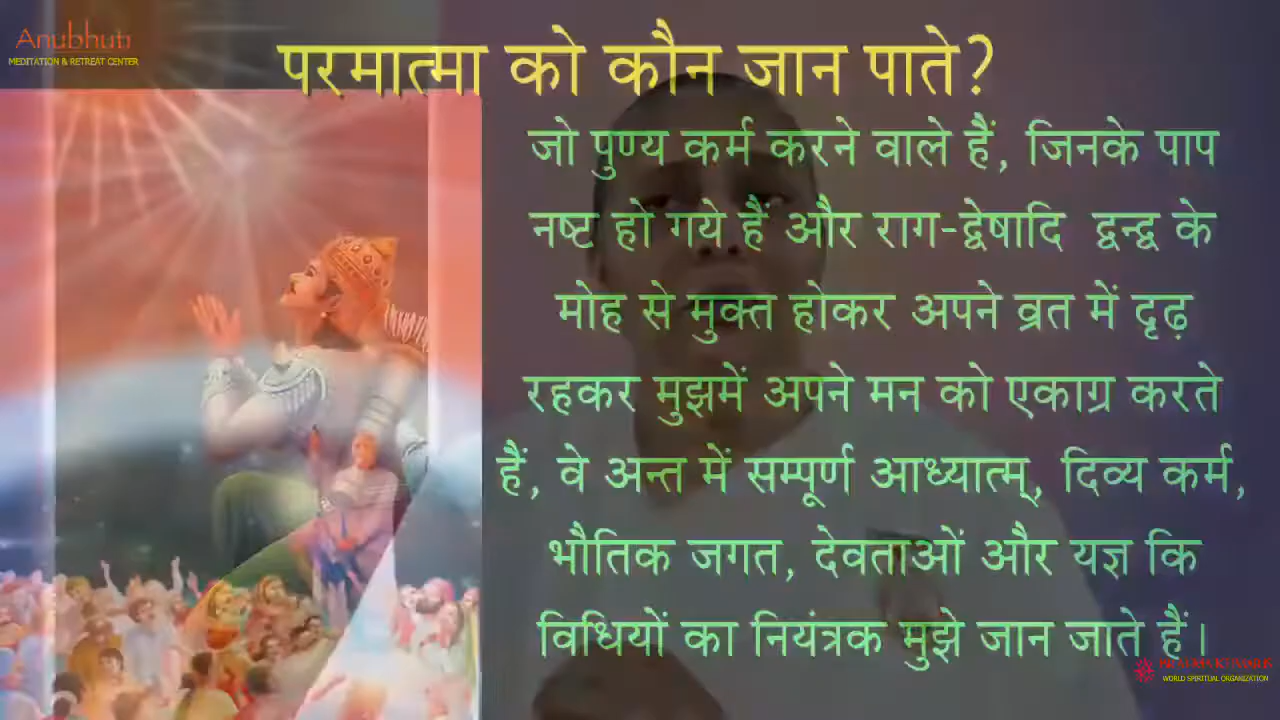 Anubhuti
MEDITATION & RETREAT CENTER
परमात्मा को कौन जान पाते?
जो पुण्य कर्म करने वाले हैं, जिनके पाप
नष्ट हो गये हैं और राग-द्वेषादि द्वन्द्व के
मोह से मुक्त होकर अपने व्रत में दृढ़
रहकर मुझमें अपने मन को एकाग्र करते
हैं, वे अन्त में सम्पूर्ण आध्यात्म्, दिव्य कर्म,
भौतिक जगत, देवताओं और यज्ञ कि
विधियों का नियंत्रक मुझे जान जाते हैं।
BRAHMA KUMARIS
WORLD SPIRITUAL ORGANIZATION